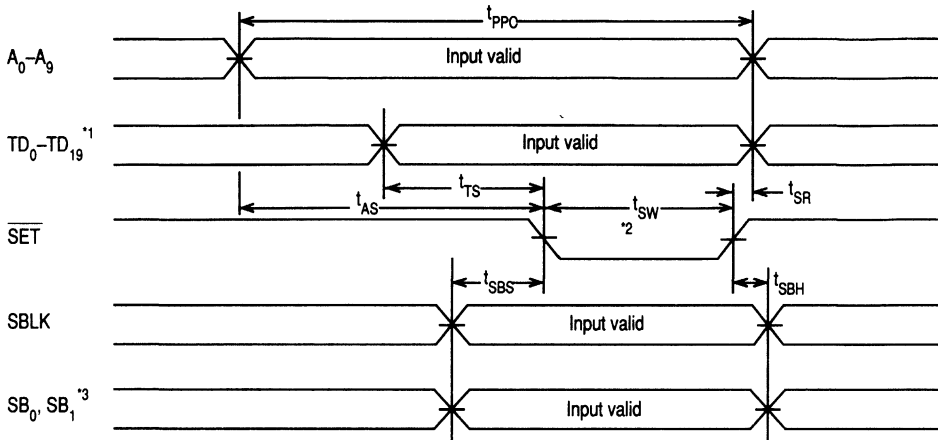 tPPO
A0–A9 Input valid
TD0–TD19 *1 Input valid
tTS
tSR
tAS
tSW
SET *2
tSBS
tSBH
SBLK Input valid
SB0, SB1 *3 Input valid